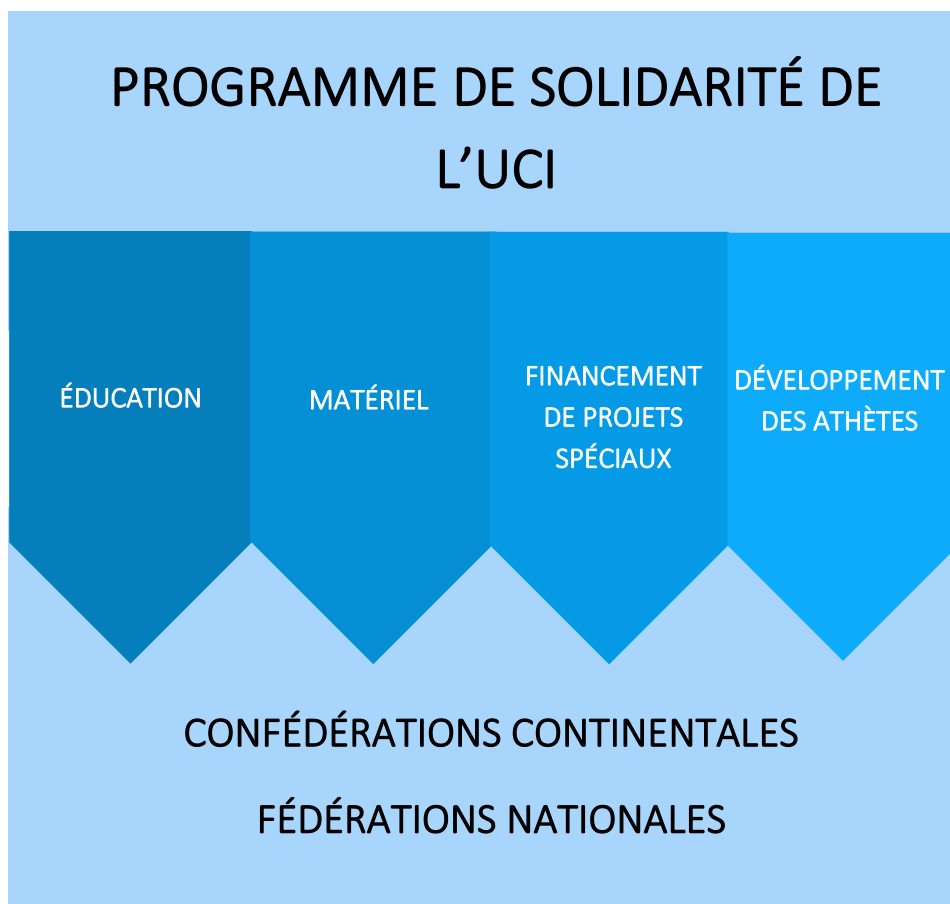 PROGRAMME DE SOLIDARITÉ DE
L’UCI
ÉDUCATION
MATÉRIEL
FINANCEMENT
DE PROJETS
SPÉCIAUX
DÉVELOPPEMENT
DES ATHÈTES
CONFÉDÉRATIONS CONTINENTALES
FÉDÉRATIONS NATIONALES